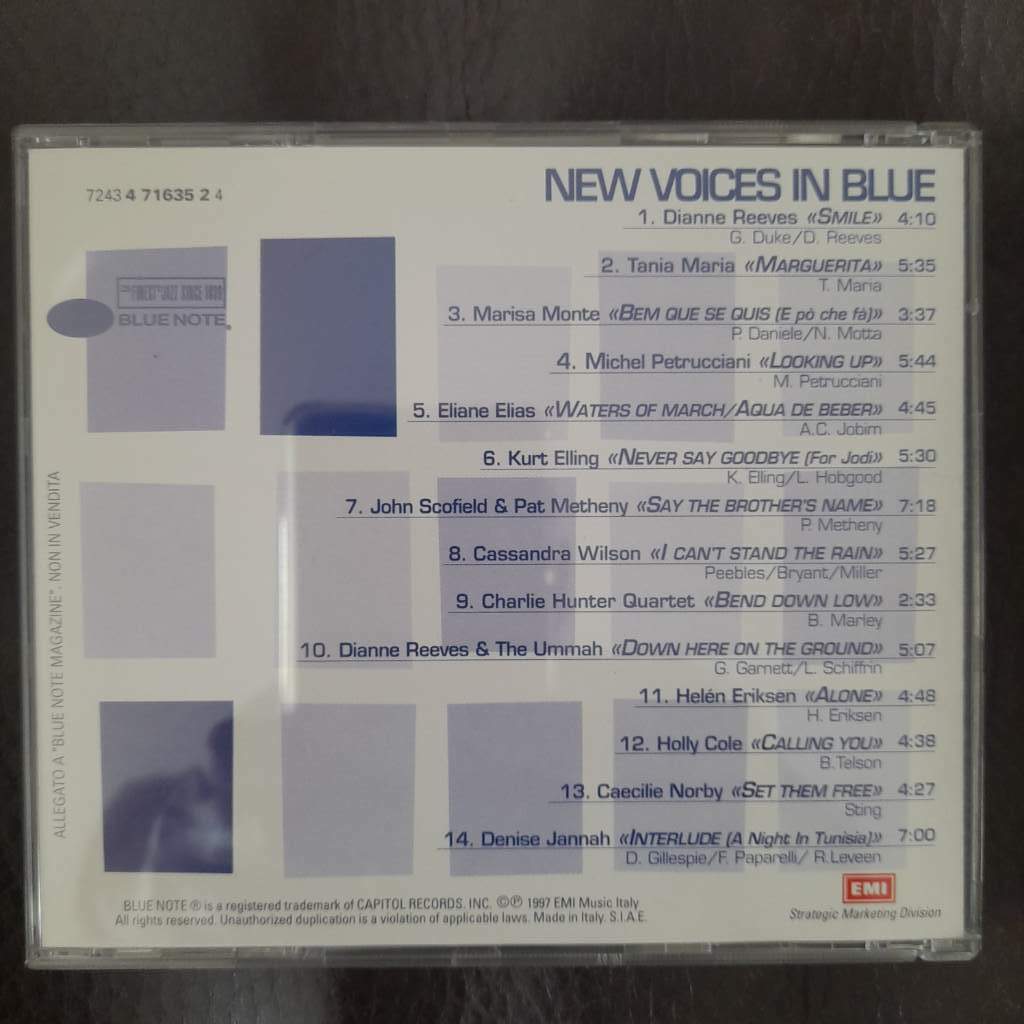 7243 4 71635 2 4
NEW VOICES IN BLUE
1. Dianne Reeves «SMILE» 4:10
G. Duke/D. Reeves
2. Tania Maria «MARGUERITA» 5:35
T. Maria
3. Marisa Monte «BEM QUE SE QUIS (E pò che fà)» 3:37
P. Daniele/N. Motta
4. Michel Petrucciani «LOOKING UP» 5:44
M. Petrucciani
5. Eliane Elias «WATERS OF MARCH/AQUA DE BEBER» 4:45
A.C. Jobim
6. Kurt Elling «NEVER SAY GOODBYE (For Jodi» 5:30
K. Elling/L. Hobgood
7. John Scofield & Pat Metheny «SAY THE BROTHER'S NAME» 7:18
P. Metheny
8. Cassandra Wilson «I CAN'T STAND THE RAIN» 5:27
Peebles/Bryant/Miller
9. Charlie Hunter Quartet «BEND DOWN LOW» 2:33
B. Marley
10. Dianne Reeves & The Ummah «DOWN HERE ON THE GROUND» 5:07
G. Garnett/L. Schiffrin
11. Helén Eriksen «ALONE» 4:48
H. Eriksen
12. Holly Cole «CALLING YOU» 4:38
B.Telson
13. Caecilie Norby «SET THEM FREE» 4:27
Sting
14. Denise Jannah «INTERLUDE (A Night In Tunisia)» 7:00
D. Gillespie/F. Paparelli/ R.Leveen
THE FINEST IN JAZZ SINCE 1939
BLUE NOTE.
ALLEGATO A "BLUE NOTE MAGAZINE". NON IN VENDITA
BLUE NOTE ® is a registered trademark of CAPITOL RECORDS. INC. ©℗ 1997 EMI Music Italy
All rights reserved. Unauthorized duplication is a violation of applicable laws. Made in Italy. S.I.A.E.
EMI
Strategic Marketing Division